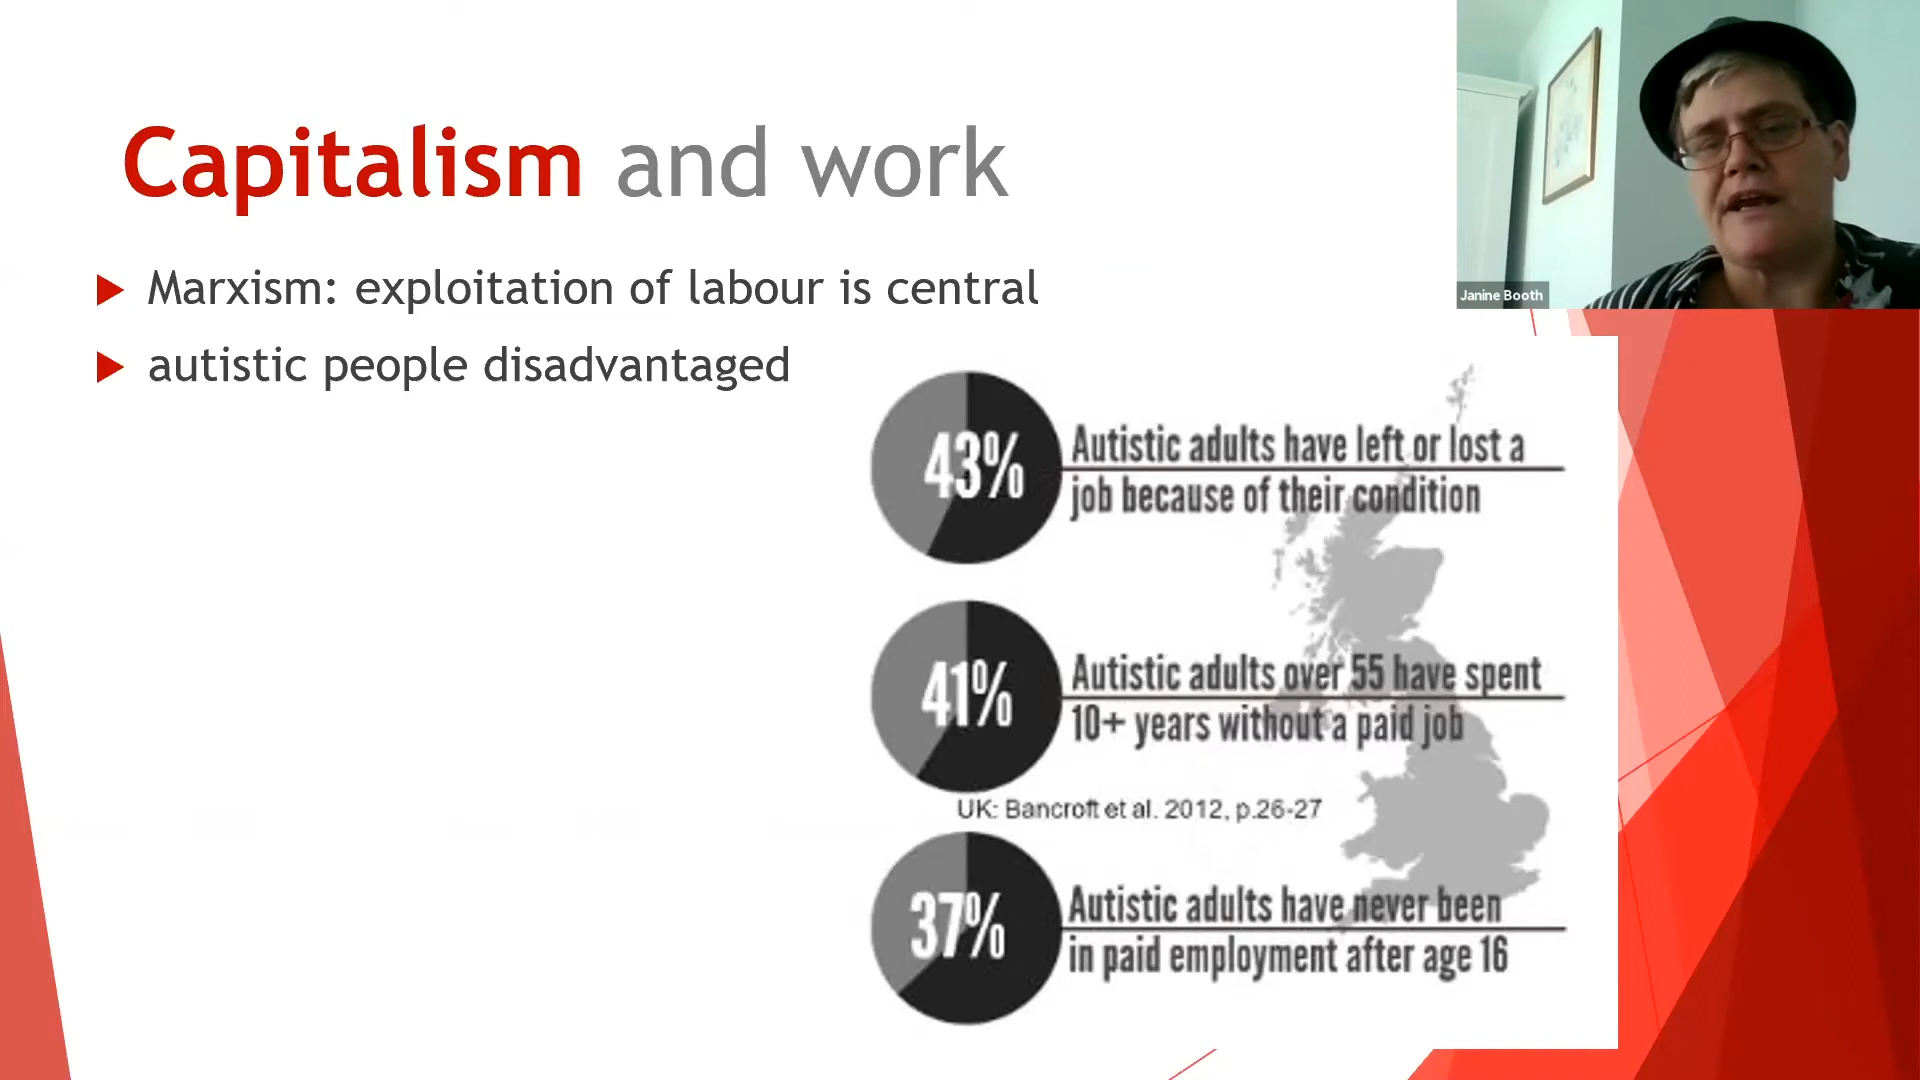 Capitalism and work
Marxism: exploitation of labour is central
autistic people disadvantaged
Janine Booth
43%
Autistic adults have left or lost a
job because of their condition
41%
Autistic adults over 55 have spent
10+ years without a paid job
UK: Bancroft et al. 2012, p.26-27
37%
Autistic adults have never been
in paid employment after age 16